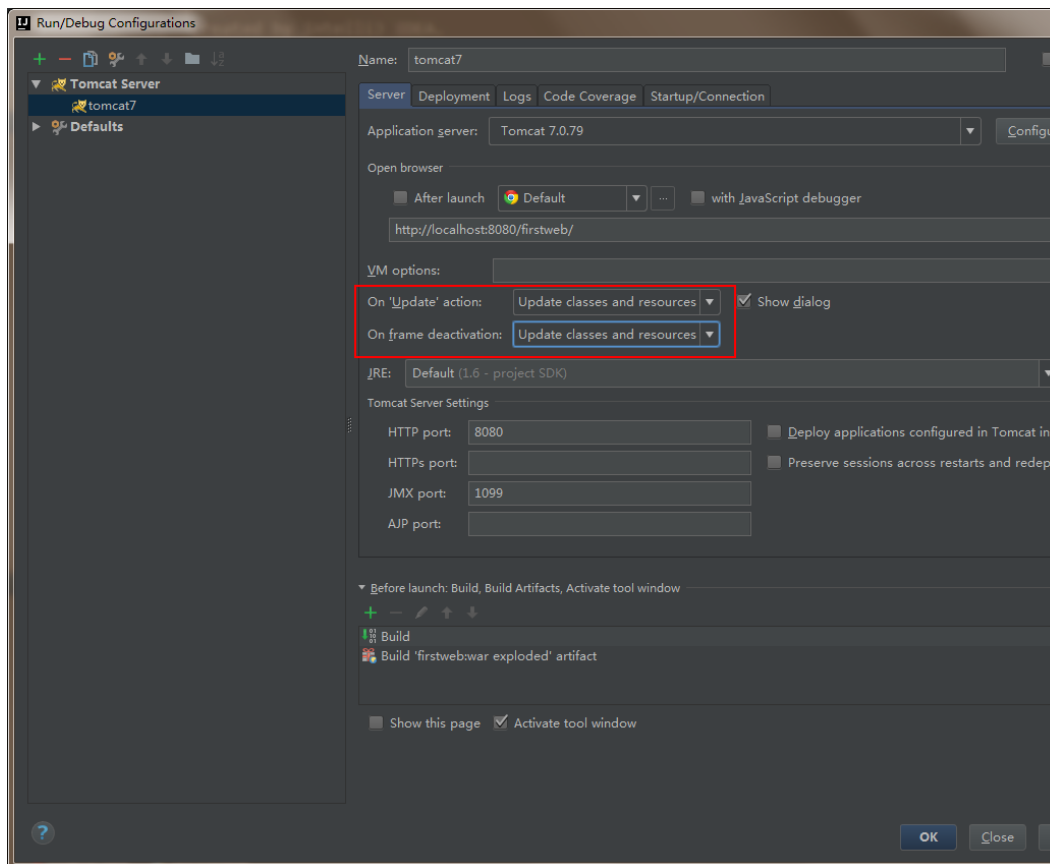 Run/Debug Configurations
Name: tomcat7
Tomcat Server
tomcat7
Defaults
Server Deployment Logs Code Coverage Startup/Connection
Application server: Tomcat 7.0.79 Configu
Open browser
After launch Default ... with JavaScript debugger
http://localhost:8080/firstweb/
VM options:
On 'Update' action: Update classes and resources Show dialog
On frame deactivation: Update classes and resources
JRE: Default (1.6 - project SDK)
Tomcat Server Settings
HTTP port: 8080 Deploy applications configured in Tomcat in
HTTPs port: Preserve sessions across restarts and redep
JMX port: 1099
AJP port:
Before launch: Build, Build Artifacts, Activate tool window
Build
Build 'firstweb:war exploded' artifact
Show this page Activate tool window
? OK Close